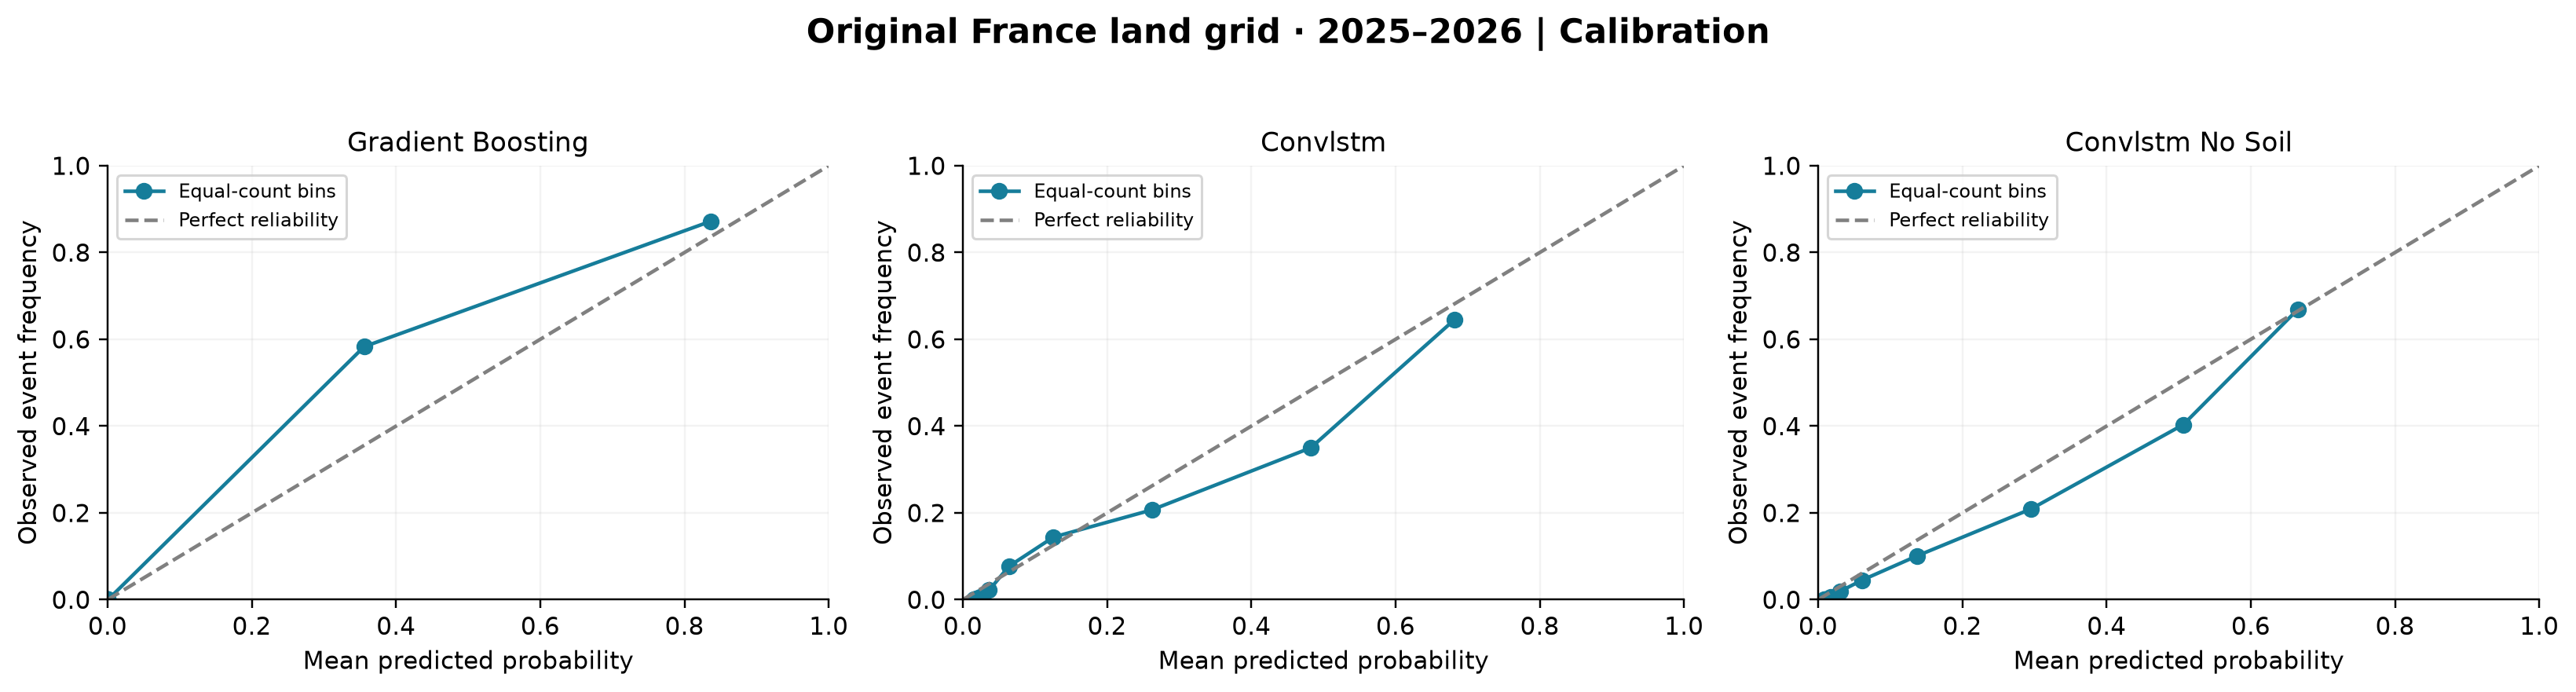 Original France land grid · 2025–2026 | Calibration
Gradient Boosting
Equal-count bins
Perfect reliability
Observed event frequency
1.0
0.8
0.6
0.4
0.2
0.0
0.0 0.2 0.4 0.6 0.8 1.0
Mean predicted probability
Convlstm
Equal-count bins
Perfect reliability
Observed event frequency
1.0
0.8
0.6
0.4
0.2
0.0
0.0 0.2 0.4 0.6 0.8 1.0
Mean predicted probability
Convlstm No Soil
Equal-count bins
Perfect reliability
Observed event frequency
1.0
0.8
0.6
0.4
0.2
0.0
0.0 0.2 0.4 0.6 0.8 1.0
Mean predicted probability